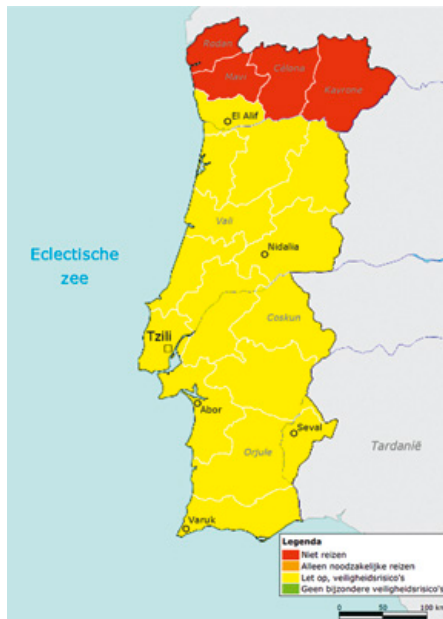 Rodan
Mavi
Célona
Kavrone
El Alif
Vali
Nidalia
Eclectische
zee
Coskun
Tzili
Abor
Seval
Orjule
Tardanië
Varuk
Legenda
Niet reizen
Alleen noodzakelijke reizen
Let op, veiligheidsrisico's
Geen bijzondere veiligheidsrisico's
0 50 100 km